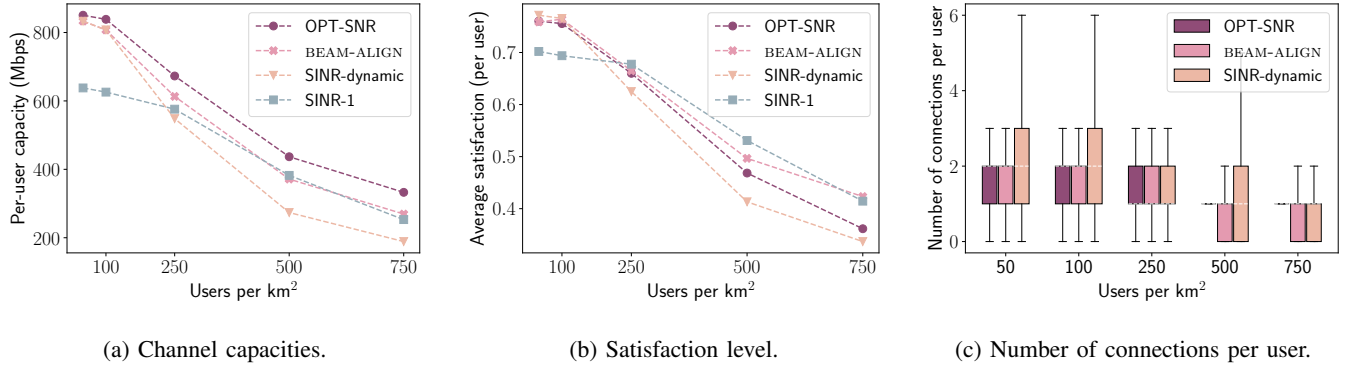 Per-user capacity (Mbps)
800
600
400
200
100
250
500
750
Users per km²
OPT-SNR
BEAM-ALIGN
SINR-dynamic
SINR-1
(a) Channel capacities.
Average satisfaction (per user)
0.7
0.6
0.5
0.4
100
250
500
750
Users per km²
OPT-SNR
BEAM-ALIGN
SINR-dynamic
SINR-1
(b) Satisfaction level.
Number of connections per user
6
4
2
0
50
100
250
500
750
Users per km²
OPT-SNR
BEAM-ALIGN
SINR-dynamic
(c) Number of connections per user.